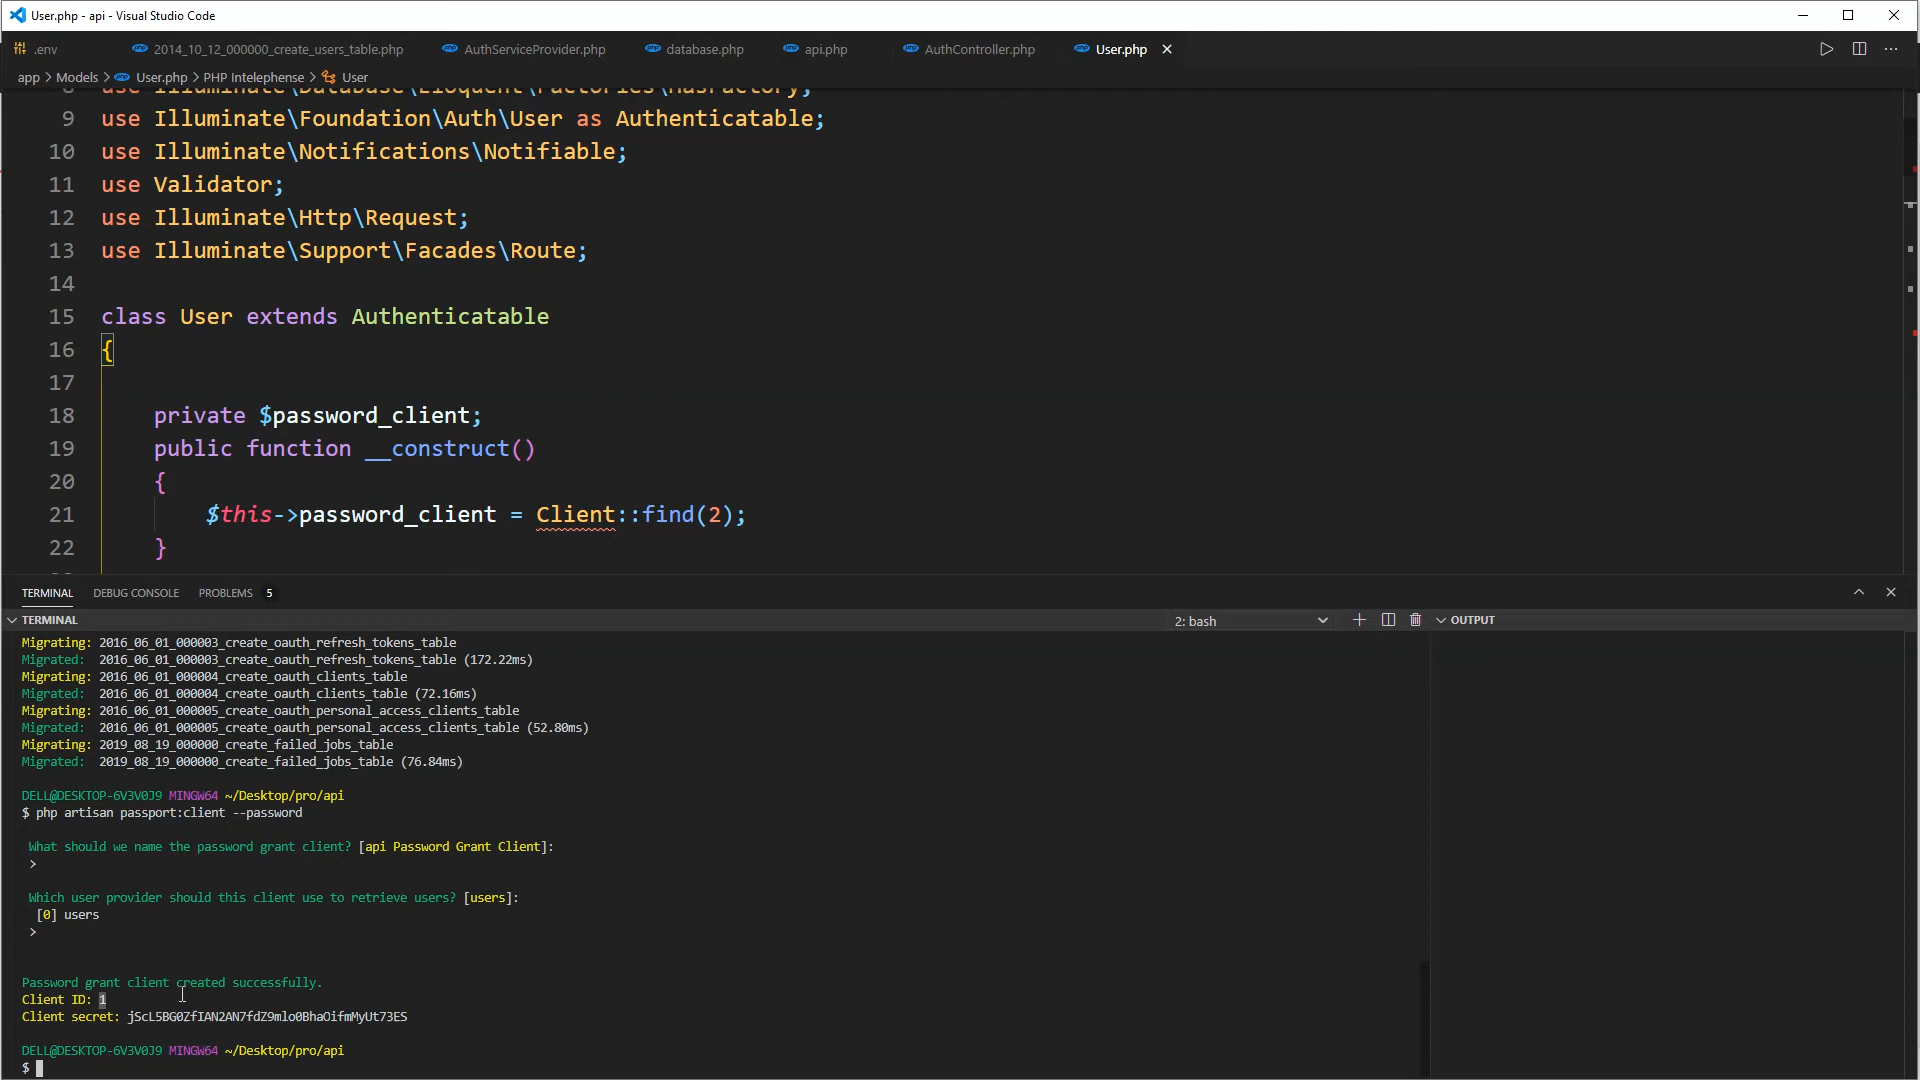 User.php - api - Visual Studio Code
.env
2014_10_12_000000_create_users_table.php
AuthServiceProvider.php
database.php
api.php
AuthController.php
User.php
app > Models > User.php > PHP Intelephense > User
8 use Illuminate\Database\Eloquent\Factories\HasFactory;
9 use Illuminate\Foundation\Auth\User as Authenticatable;
10 use Illuminate\Notifications\Notifiable;
11 use Validator;
12 use Illuminate\Http\Request;
13 use Illuminate\Support\Facades\Route;
14
15 class User extends Authenticatable
16 {
17
18 private $password_client;
19 public function __construct()
20 {
21 $this->password_client = Client::find(2);
22 }
TERMINAL DEBUG CONSOLE PROBLEMS 5
TERMINAL 2: bash OUTPUT
Migrating: 2016_06_01_000003_create_oauth_refresh_tokens_table
Migrated: 2016_06_01_000003_create_oauth_refresh_tokens_table (172.22ms)
Migrating: 2016_06_01_000004_create_oauth_clients_table
Migrated: 2016_06_01_000004_create_oauth_clients_table (72.16ms)
Migrating: 2016_06_01_000005_create_oauth_personal_access_clients_table
Migrated: 2016_06_01_000005_create_oauth_personal_access_clients_table (52.80ms)
Migrating: 2019_08_19_000000_create_failed_jobs_table
Migrated: 2019_08_19_000000_create_failed_jobs_table (76.84ms)
DELL@DESKTOP-6V3V0J9 MINGW64 ~/Desktop/pro/api
$ php artisan passport:client --password
What should we name the password grant client? [api Password Grant Client]:
>
Which user provider should this client use to retrieve users? [users]:
[0] users
>
Password grant client created successfully.
Client ID: 1
Client secret: jScL5BG0ZfIAN2AN7fdZ9mlo0BhaOifmMyUt73ES
DELL@DESKTOP-6V3V0J9 MINGW64 ~/Desktop/pro/api
$